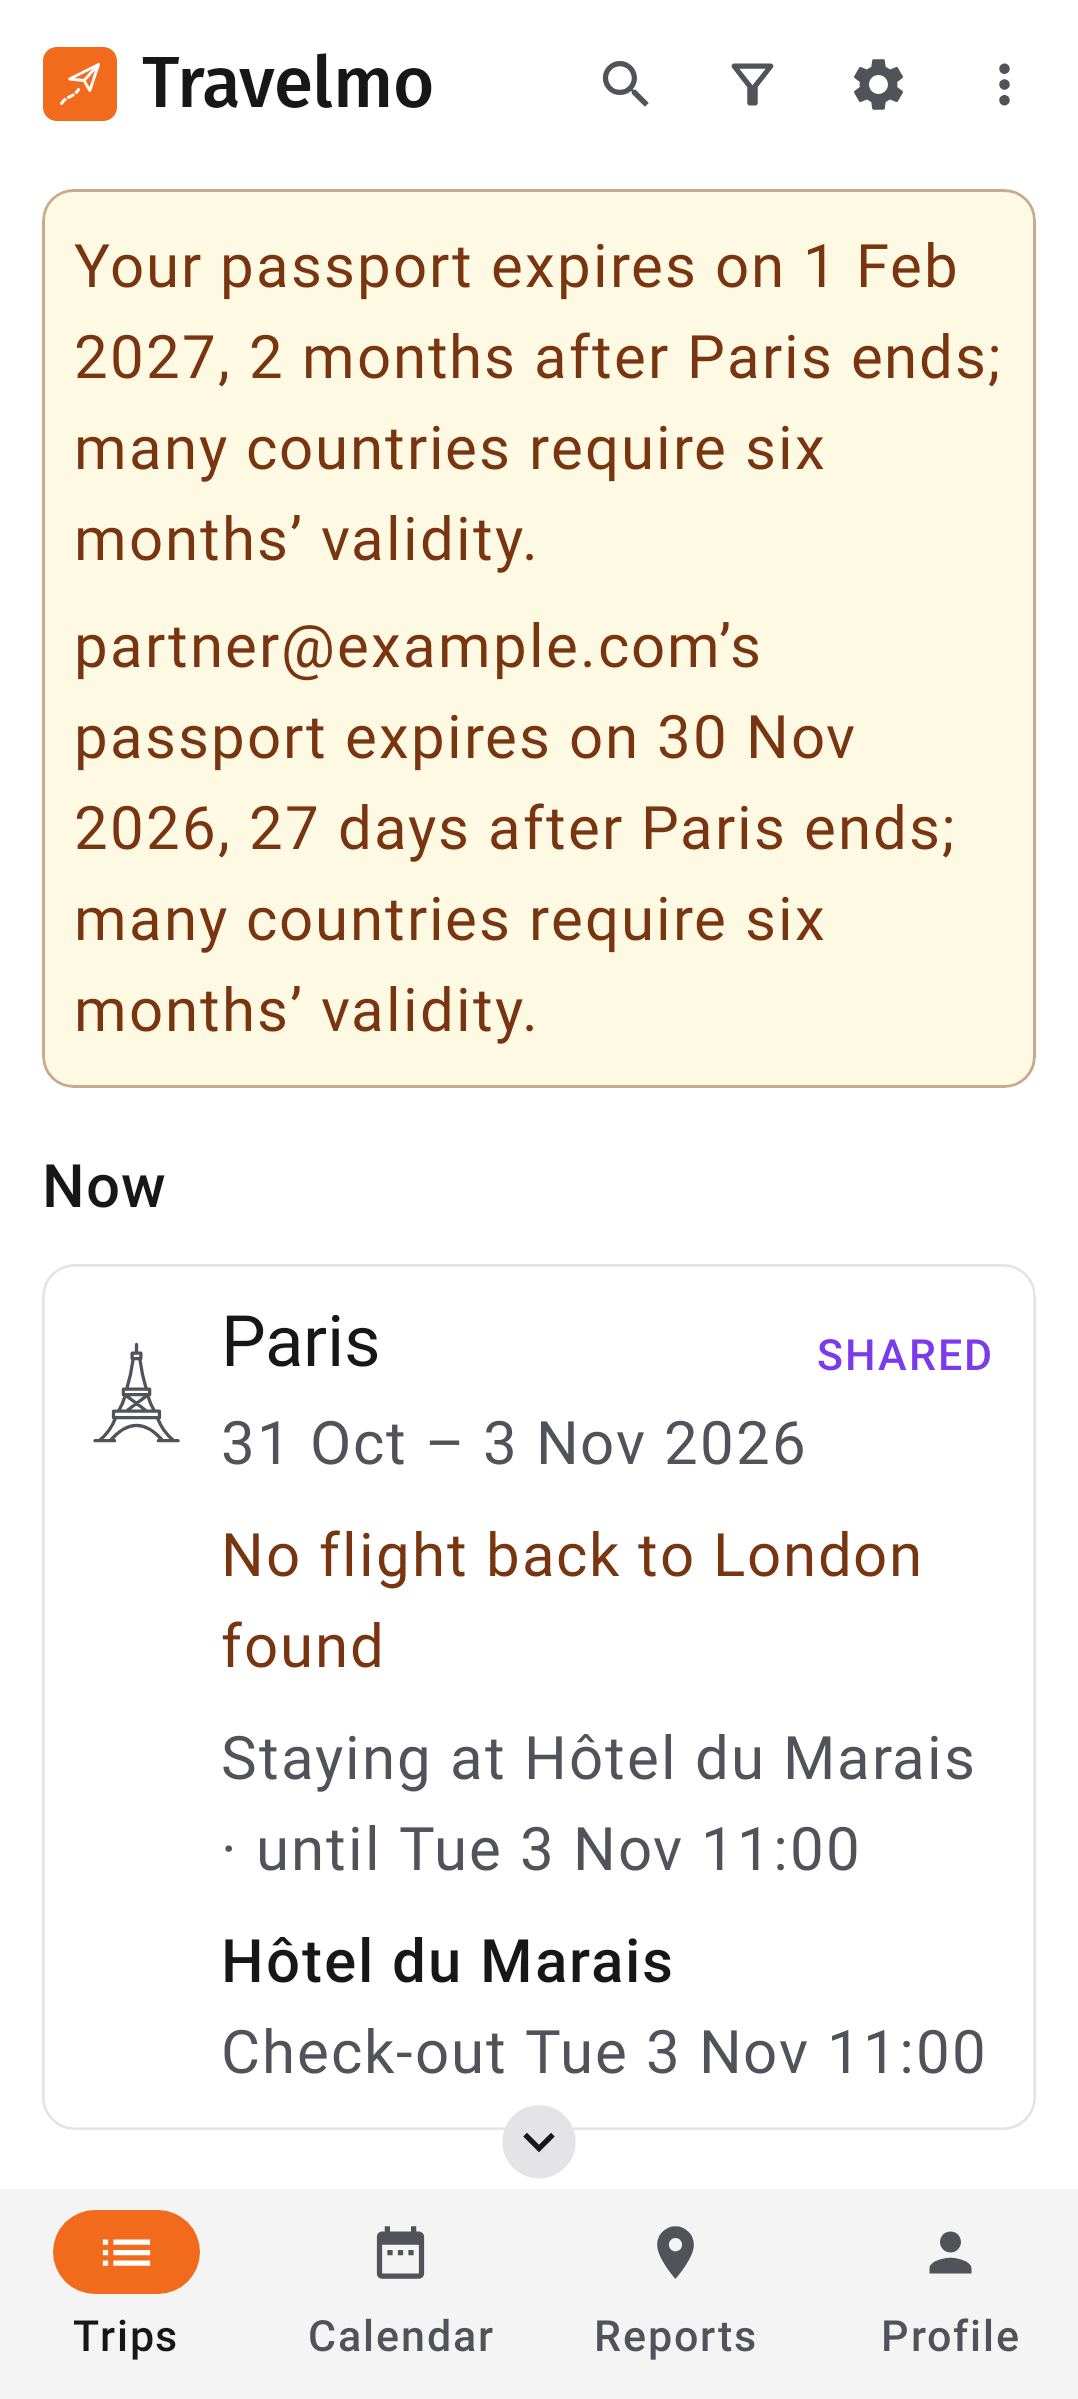 Travelmo
Your passport expires on 1 Feb
2027, 2 months after Paris ends;
many countries require six
months’ validity.
partner@example.com’s
passport expires on 30 Nov
2026, 27 days after Paris ends;
many countries require six
months’ validity.
Now
Paris
SHARED
31 Oct – 3 Nov 2026
No flight back to London
found
Staying at Hôtel du Marais
· until Tue 3 Nov 11:00
Hôtel du Marais
Check-out Tue 3 Nov 11:00
Trips
Calendar
Reports
Profile